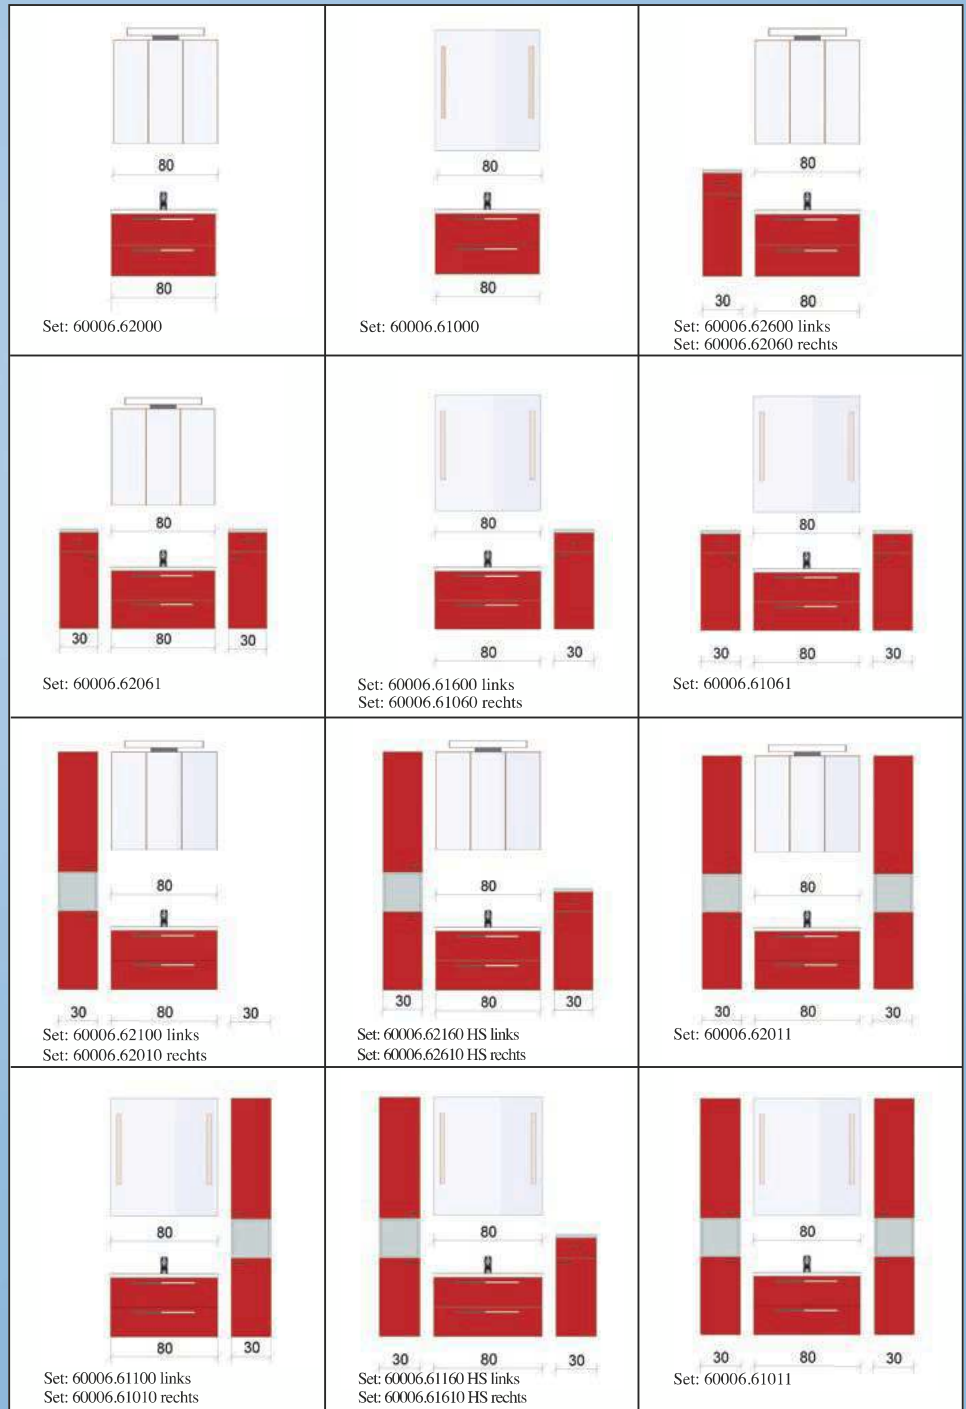 80
80
Set: 60006.62000
80
80
Set: 60006.61000
80
30 80
Set: 60006.62600 links
Set: 60006.62060 rechts
80
30 80 30
Set: 60006.62061
80
80 30
Set: 60006.61600 links
Set: 60006.61060 rechts
80
30 80 30
Set: 60006.61061
80
30 80 30
Set: 60006.62100 links
Set: 60006.62010 rechts
80
30 80 30
Set: 60006.62160 HS links
Set: 60006.62610 HS rechts
80
30 80 30
Set: 60006.62011
80
80 30
Set: 60006.61100 links
Set: 60006.61010 rechts
80
30 80 30
Set: 60006.61160 HS links
Set: 60006.61610 HS rechts
80
30 80 30
Set: 60006.61011